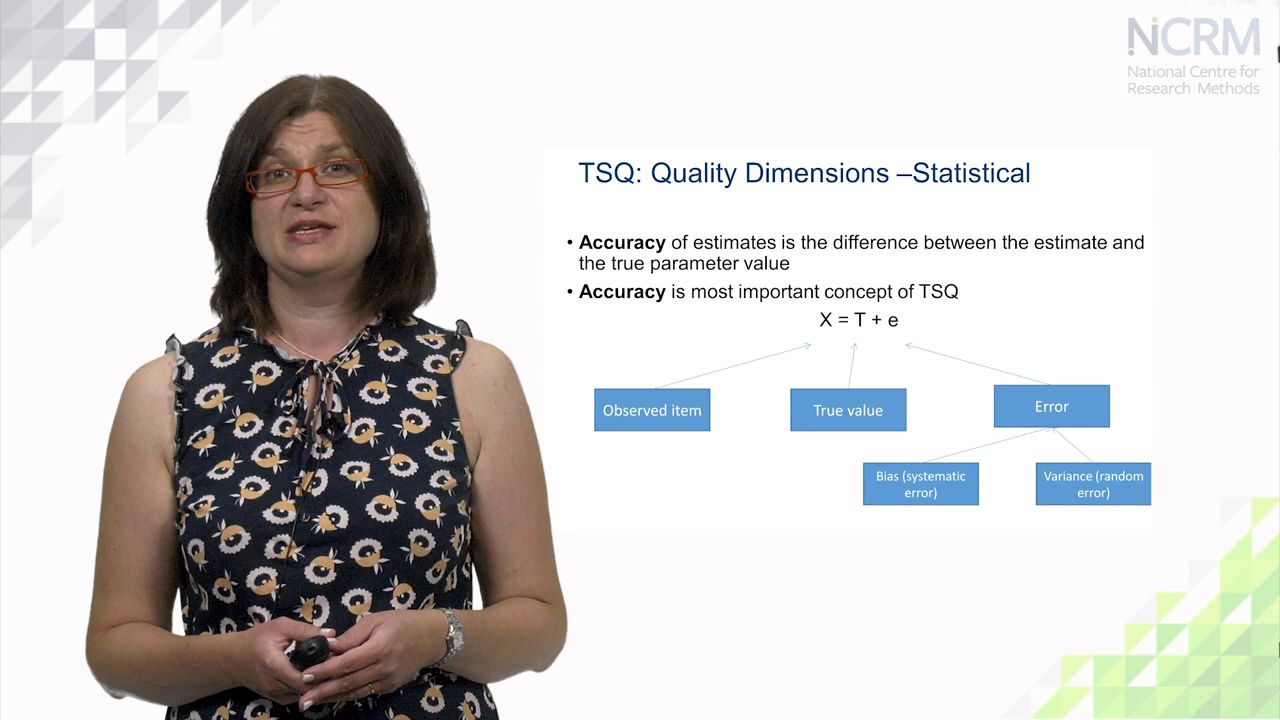 NCRM
National Centre for
Research Methods
TSQ: Quality Dimensions –Statistical
• Accuracy of estimates is the difference between the estimate and
the true parameter value
• Accuracy is most important concept of TSQ
X = T + e
Observed item
True value
Error
Bias (systematic
error)
Variance (random
error)